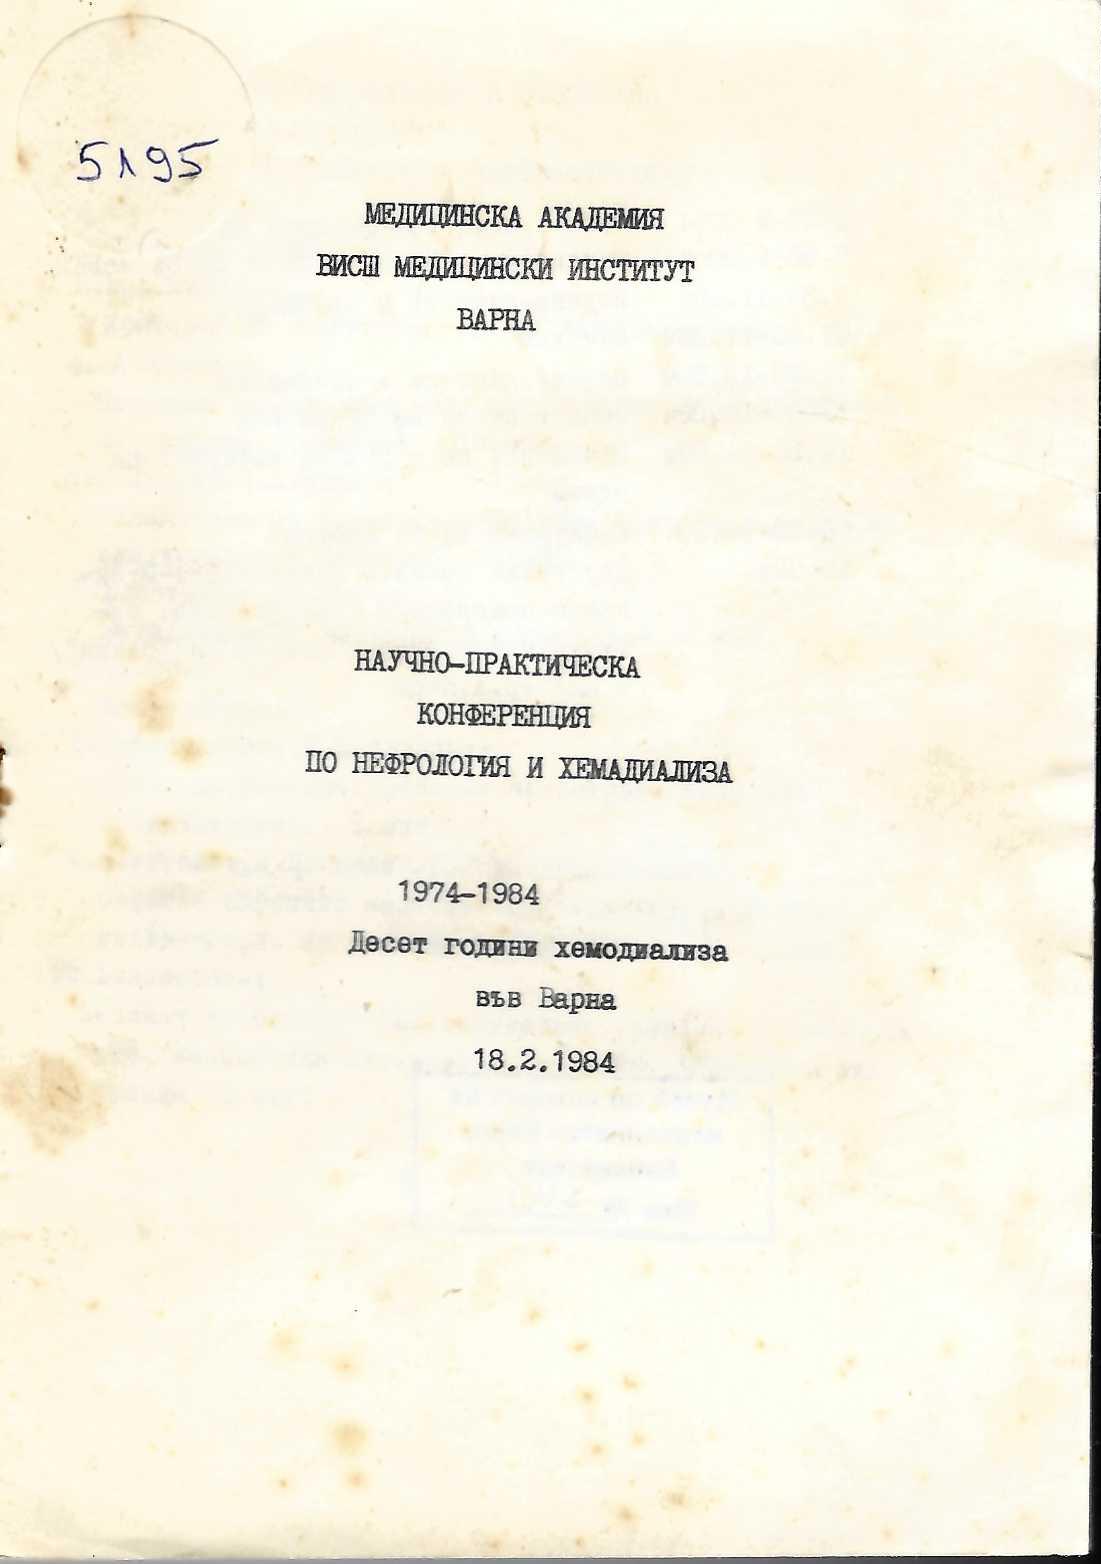 5195
МЕДИЦИНСКА АКАДЕМИЯ
ВИСШ МЕДИЦИНСКИ ИНСТИТУТ
ВАРНА
НАУЧНО-ПРАКТИЧЕСКА
КОНФЕРЕНЦИЯ
ПО НЕФРОЛОГИЯ И ХЕМАДИАЛИЗА
1974-1984
Десет години хемодиализа
във Варна
18.2.1984